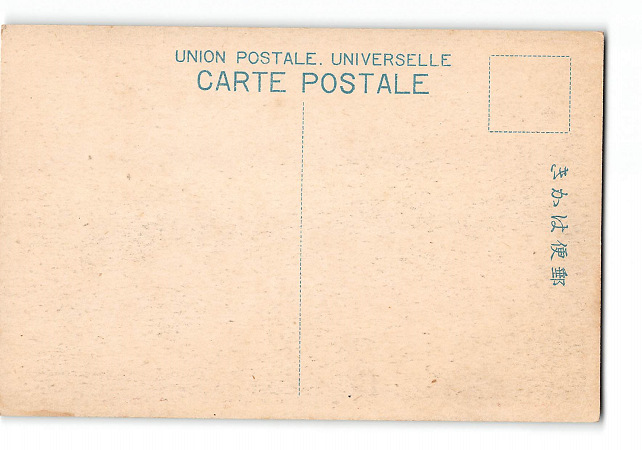 UNION POSTALE. UNIVERSELLE
CARTE POSTALE
郵便はかき